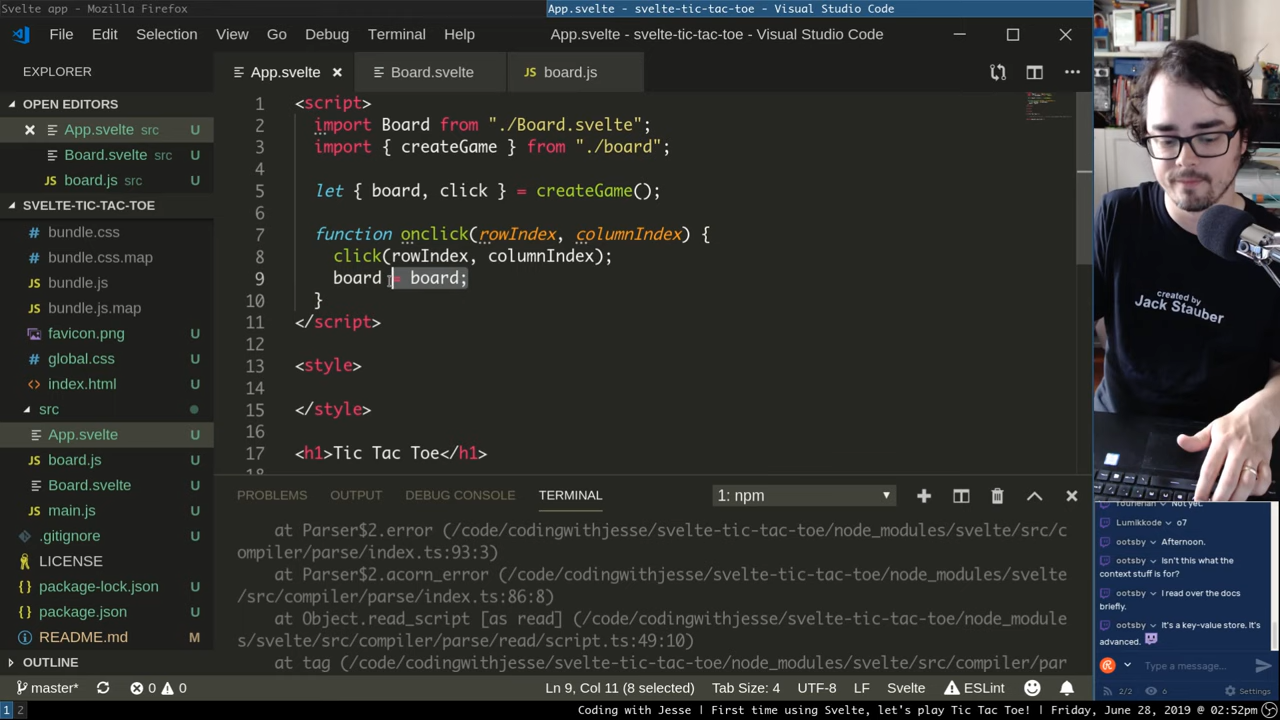 Svelte app - Mozilla Firefox
App.svelte - svelte-tic-tac-toe - Visual Studio Code
File Edit Selection View Go Debug Terminal Help
App.svelte - svelte-tic-tac-toe - Visual Studio Code
EXPLORER
OPEN EDITORS
App.svelte src U
Board.svelte src U
board.js src U
SVELTE-TIC-TAC-TOE
bundle.css
bundle.css.map
bundle.js
bundle.js.map
favicon.png U
global.css U
index.html U
src
App.svelte U
board.js U
Board.svelte U
main.js U
.gitignore U
LICENSE
package-lock.json U
package.json U
README.md M
OUTLINE
App.svelte
Board.svelte
board.js
1 <script>
2 import Board from "./Board.svelte";
3 import { createGame } from "./board";
4
5 let { board, click } = createGame();
6
7 function onclick(rowIndex, columnIndex) {
8 click(rowIndex, columnIndex);
9 board = board;
10 }
11 </script>
12
13 <style>
14
15 </style>
16
17 <h1>Tic Tac Toe</h1>
PROBLEMS OUTPUT DEBUG CONSOLE TERMINAL
1: npm
at Parser$2.error (/code/codingwithjesse/svelte-tic-tac-toe/node_modules/svelte/src/c
ompiler/parse/index.ts:93:3)
at Parser$2.acorn_error (/code/codingwithjesse/svelte-tic-tac-toe/node_modules/svelte
/src/compiler/parse/index.ts:86:8)
at Object.read_script [as read] (/code/codingwithjesse/svelte-tic-tac-toe/node_module
s/svelte/src/compiler/parse/read/script.ts:49:10)
at tag (/code/codingwithjesse/svelte-tic-tac-toe/node_modules/svelte/src/compiler/par
master* 0 0
Ln 9, Col 11 (8 selected) Tab Size: 4 UTF-8 LF Svelte ESLint
1 2
Coding with Jesse | First time using Svelte, let's play Tic Tac Toe! | Friday, June 28, 2019 @ 02:52pm
created by
Jack Stauber
Not yet.
Lumikkode o7
ootsby Afternoon.
ootsby Isn't this what the
context stuff is for?
ootsby I read over the docs
briefly.
ootsby It's a key-value store. It's
advanced.
Type a message...
2/2 6 Settings